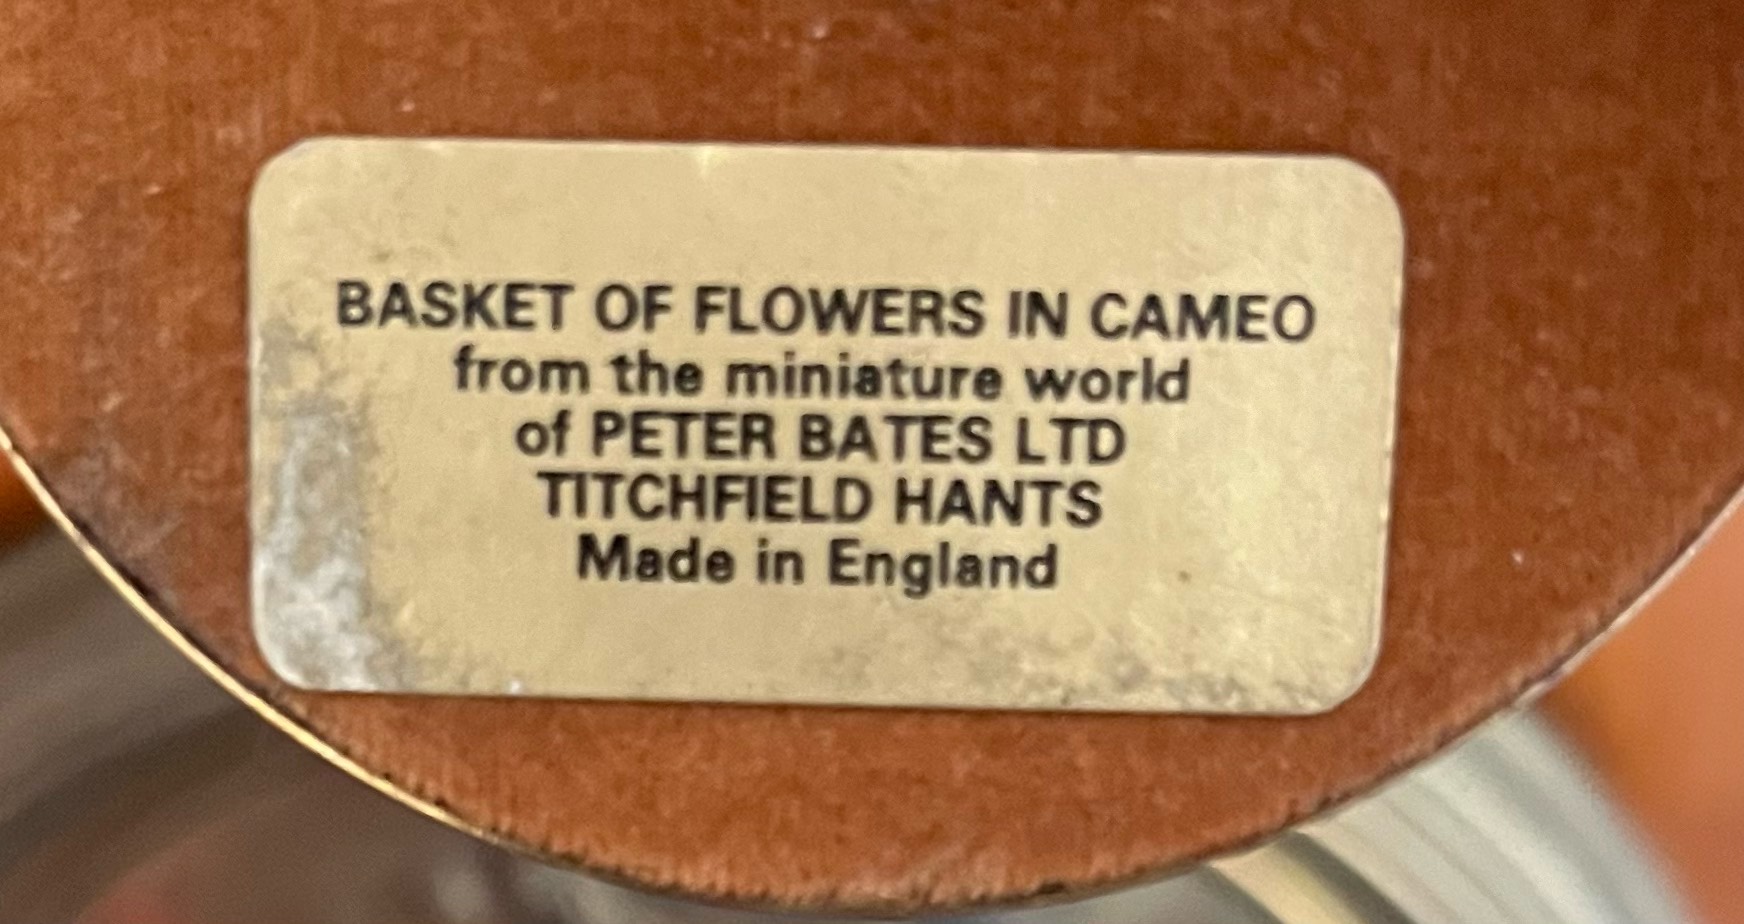 BASKET OF FLOWERS IN CAMEO
from the miniature world
of PETER BATES LTD
TITCHFIELD HANTS
Made in England